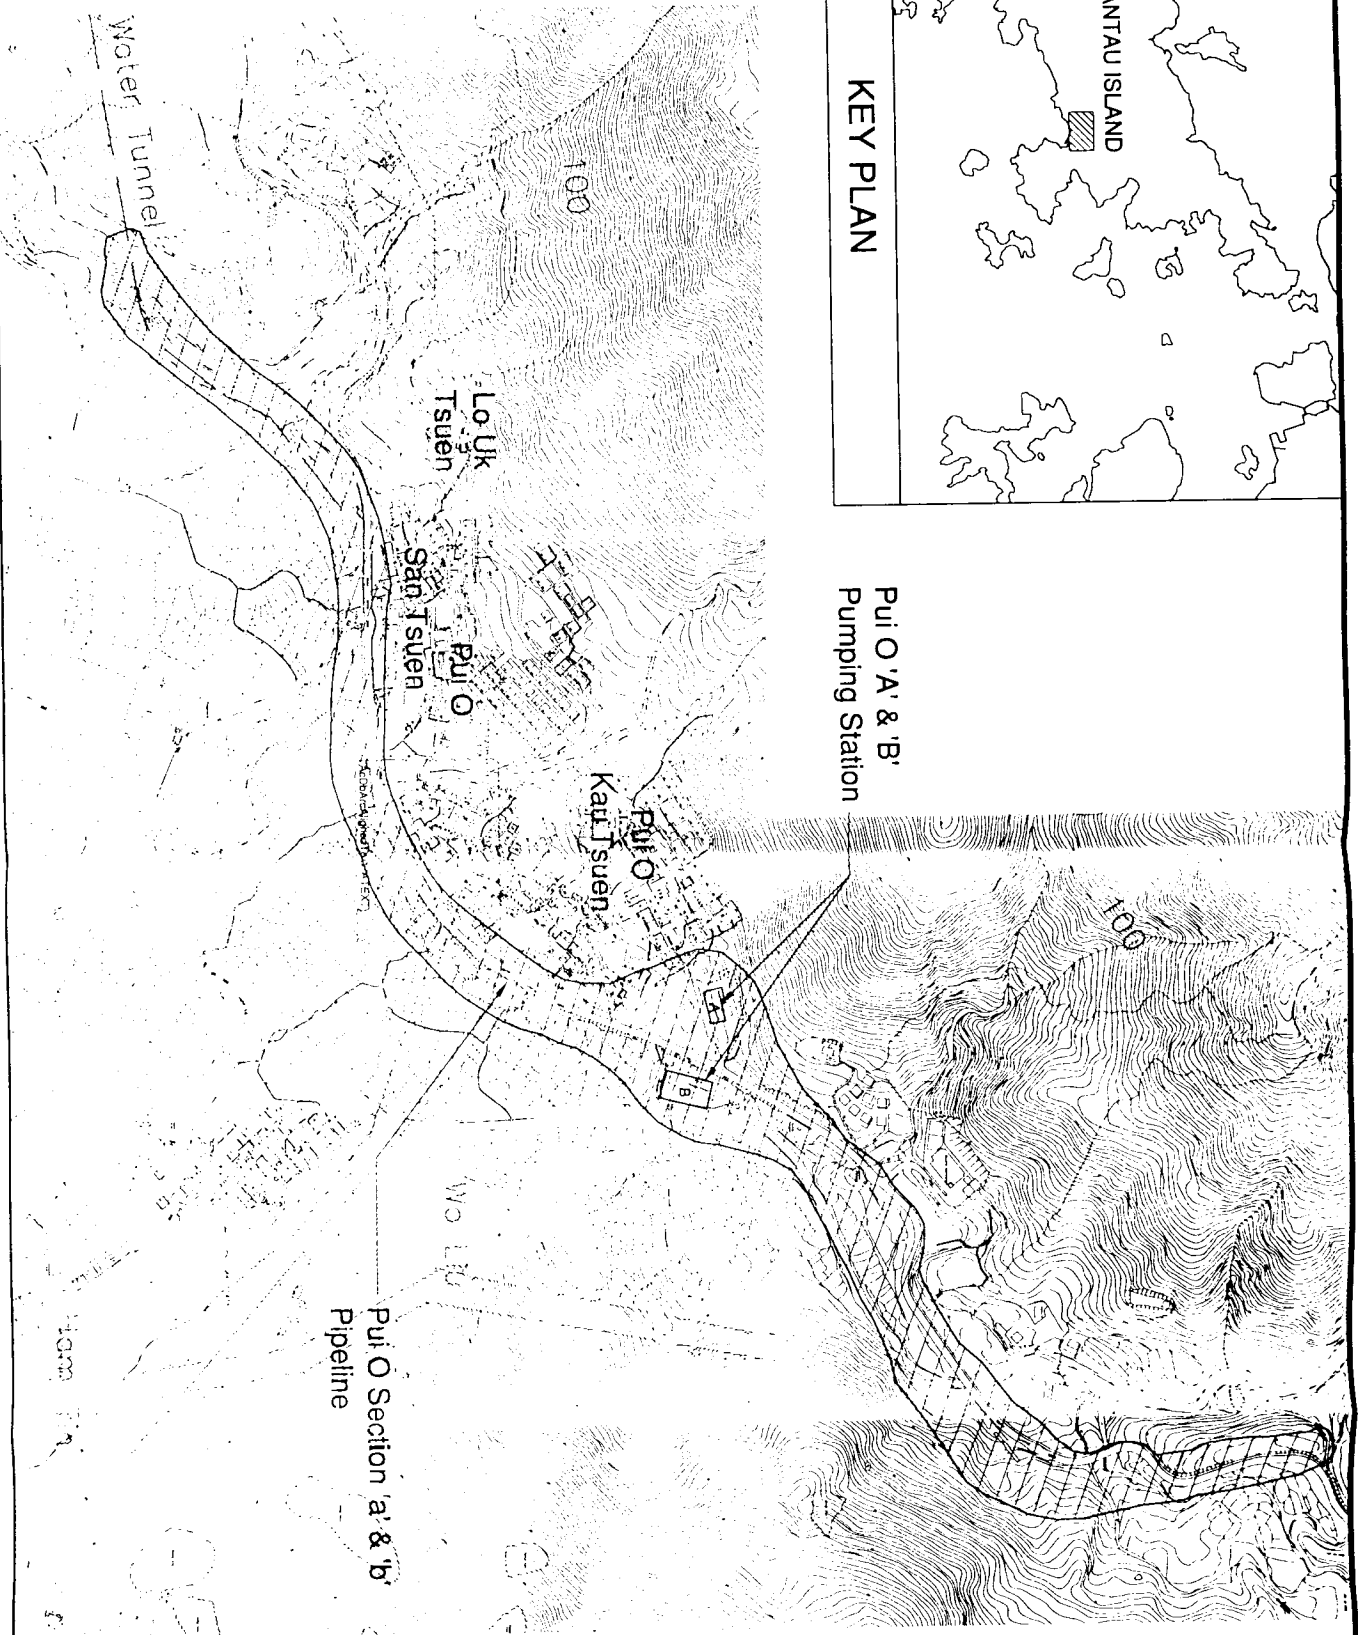 ANTAU ISLAND
KEY PLAN
Pui O 'A' & 'B'
Pumping Station
100
100
Water Tunnel
Lo Uk
Tsuen
Pui O
San Tsuen
Pui O
Kau Tsuen
A
B
Pui O Section 'a' & 'b'
Pipeline